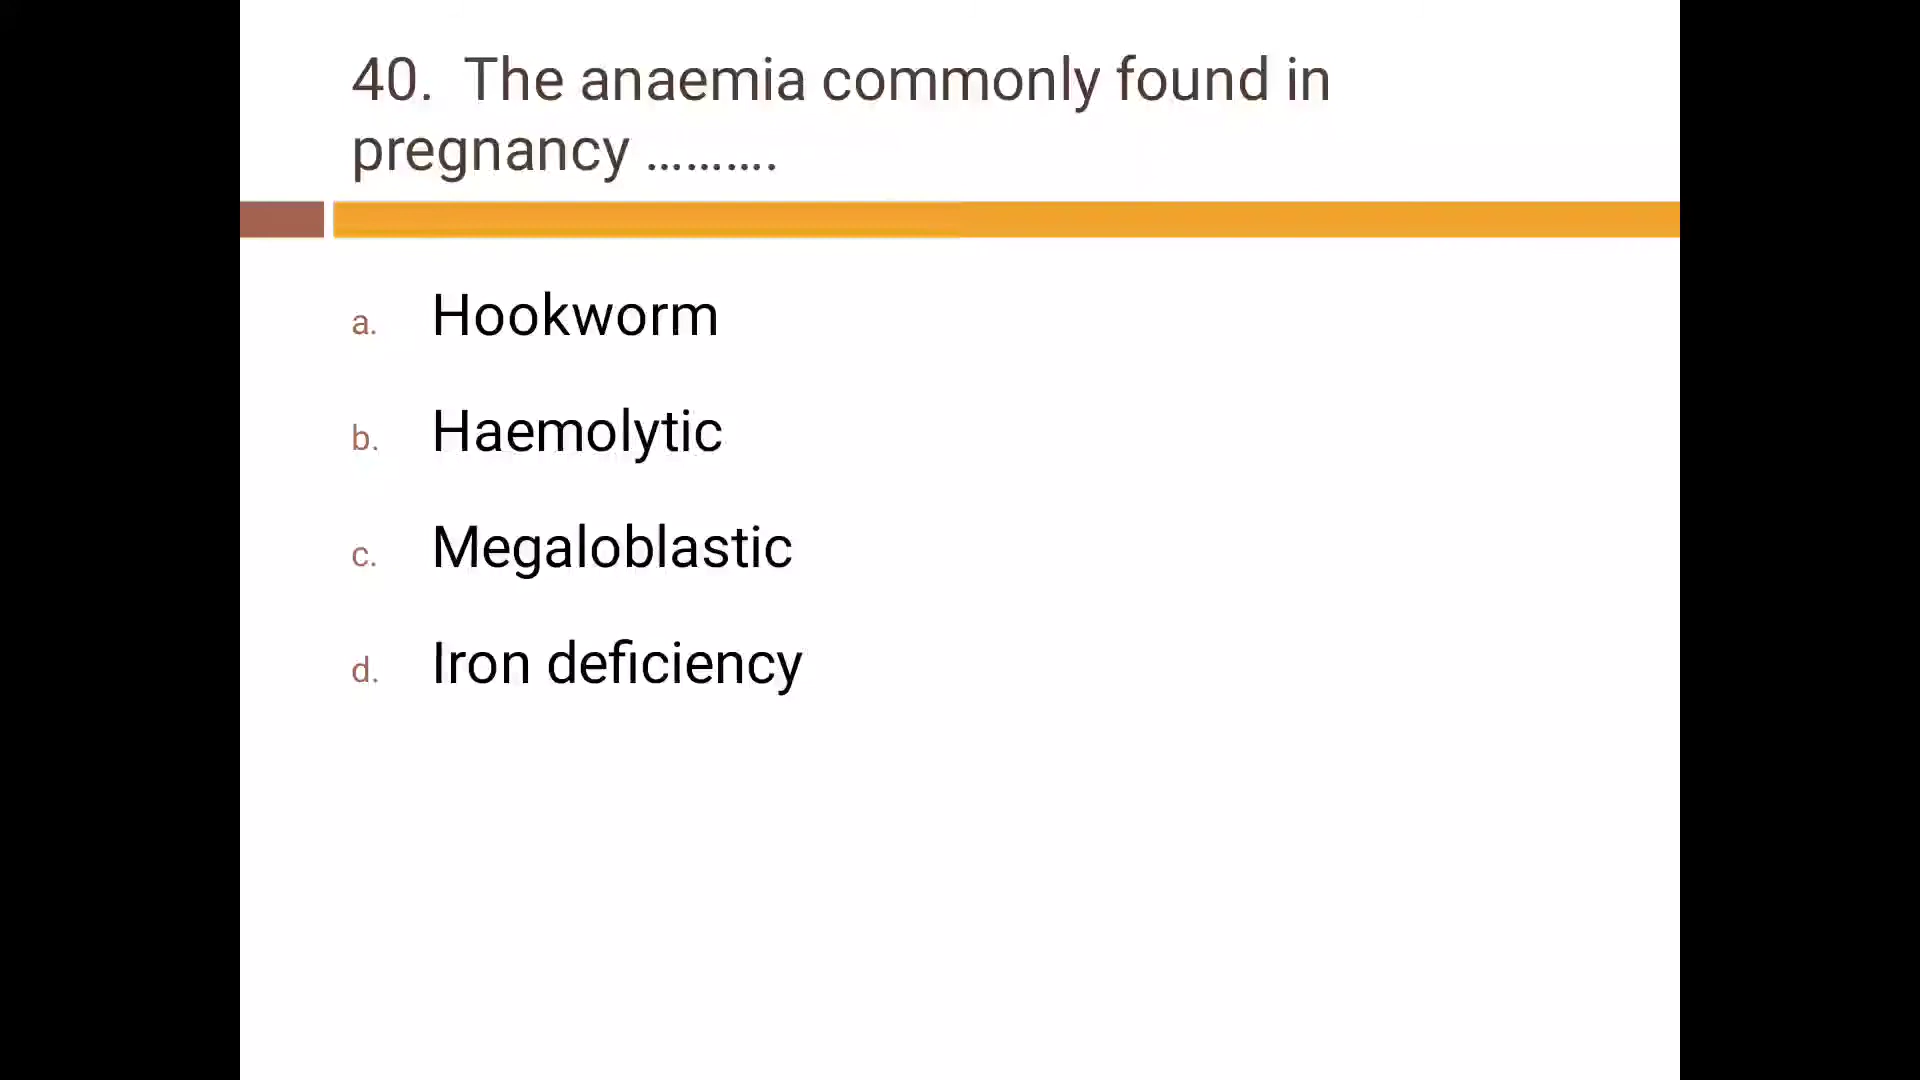 40. The anaemia commonly found in
pregnancy ……….
a. Hookworm
b. Haemolytic
c. Megaloblastic
d. Iron deficiency